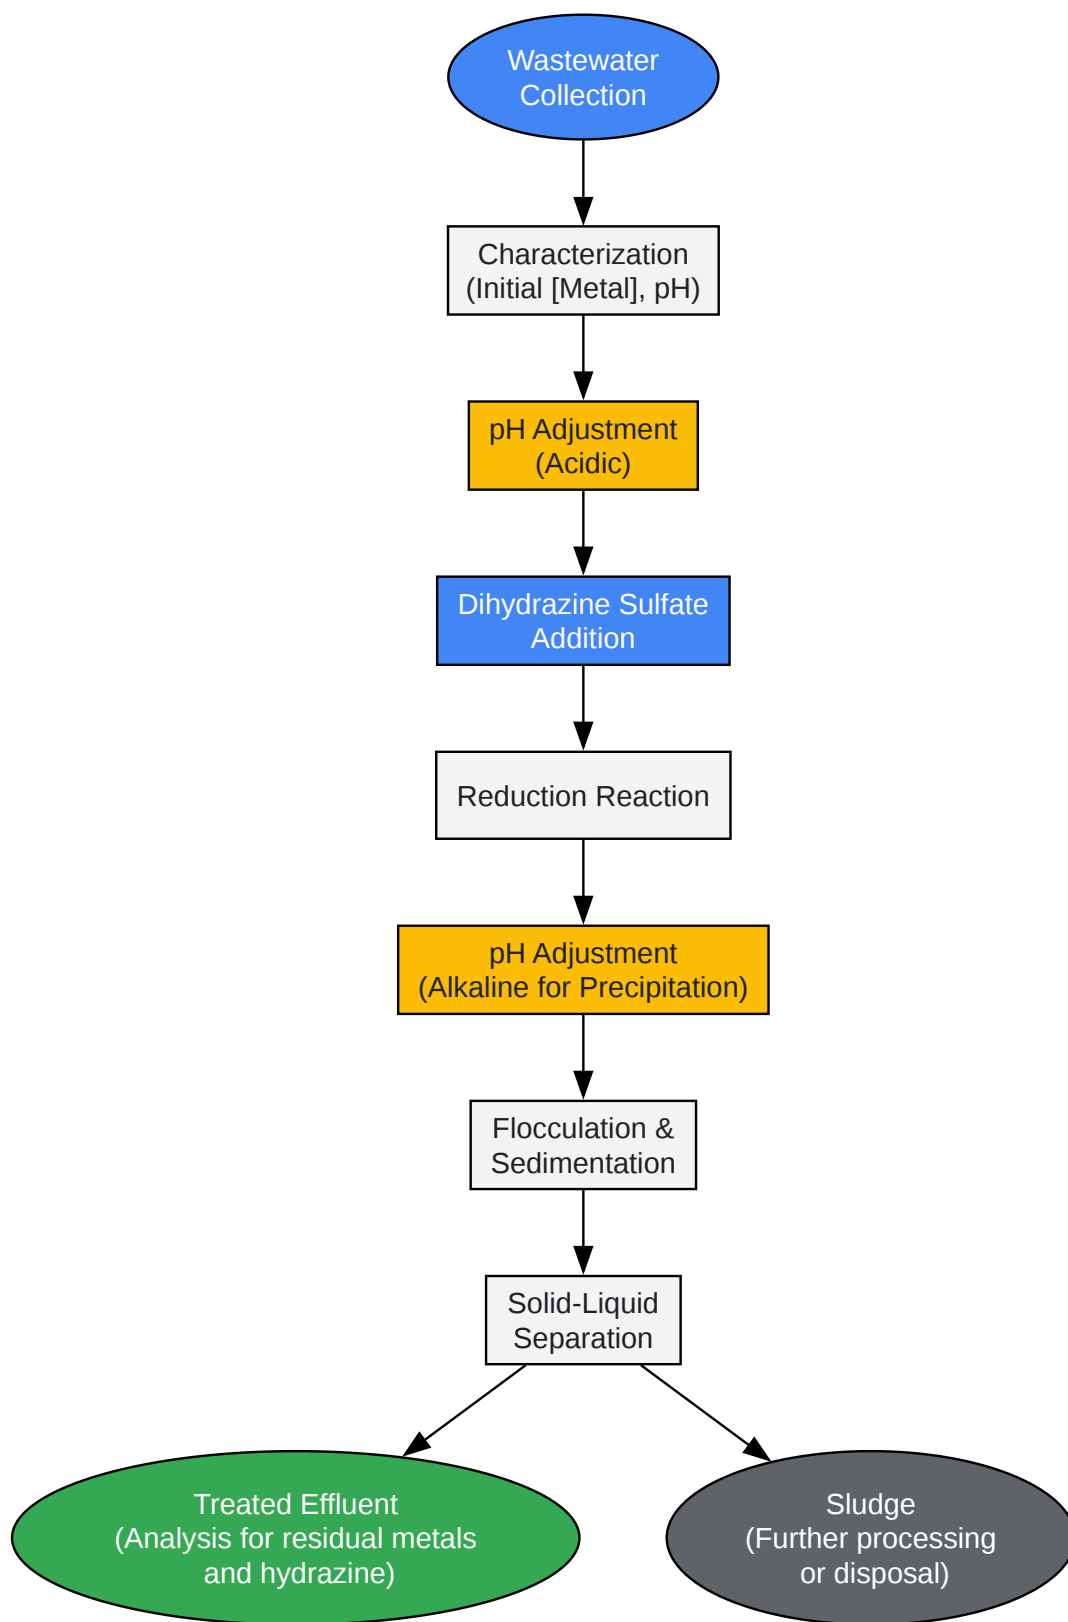 Wastewater
Collection
Characterization
(Initial [Metal], pH)
pH Adjustment
(Acidic)
Dihydrazine Sulfate
Addition
Reduction Reaction
pH Adjustment
(Alkaline for Precipitation)
Flocculation &
Sedimentation
Solid-Liquid
Separation
Treated Effluent
(Analysis for residual metals
and hydrazine)
Sludge
(Further processing
or disposal)